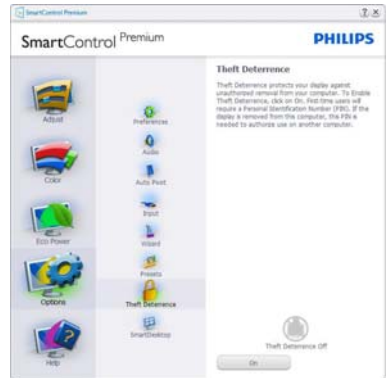 SmartControl Premium
SmartControl Premium
PHILIPS
Adjust
Color
Eco Power
Options
Help
Preferences
Audio
Auto Pivot
Input
Wizard
Presets
Theft Deterrence
SmartDesktop
Theft Deterrence
Theft Deterrence protects your display against
unauthorized removal from your computer. To Enable
Theft Deterrence, click on On. First time users will
require a Personal Identification Number (PIN). If the
display is removed from this computer, this PIN is
needed to authorize use on another computer.
Theft Deterrence Off
On